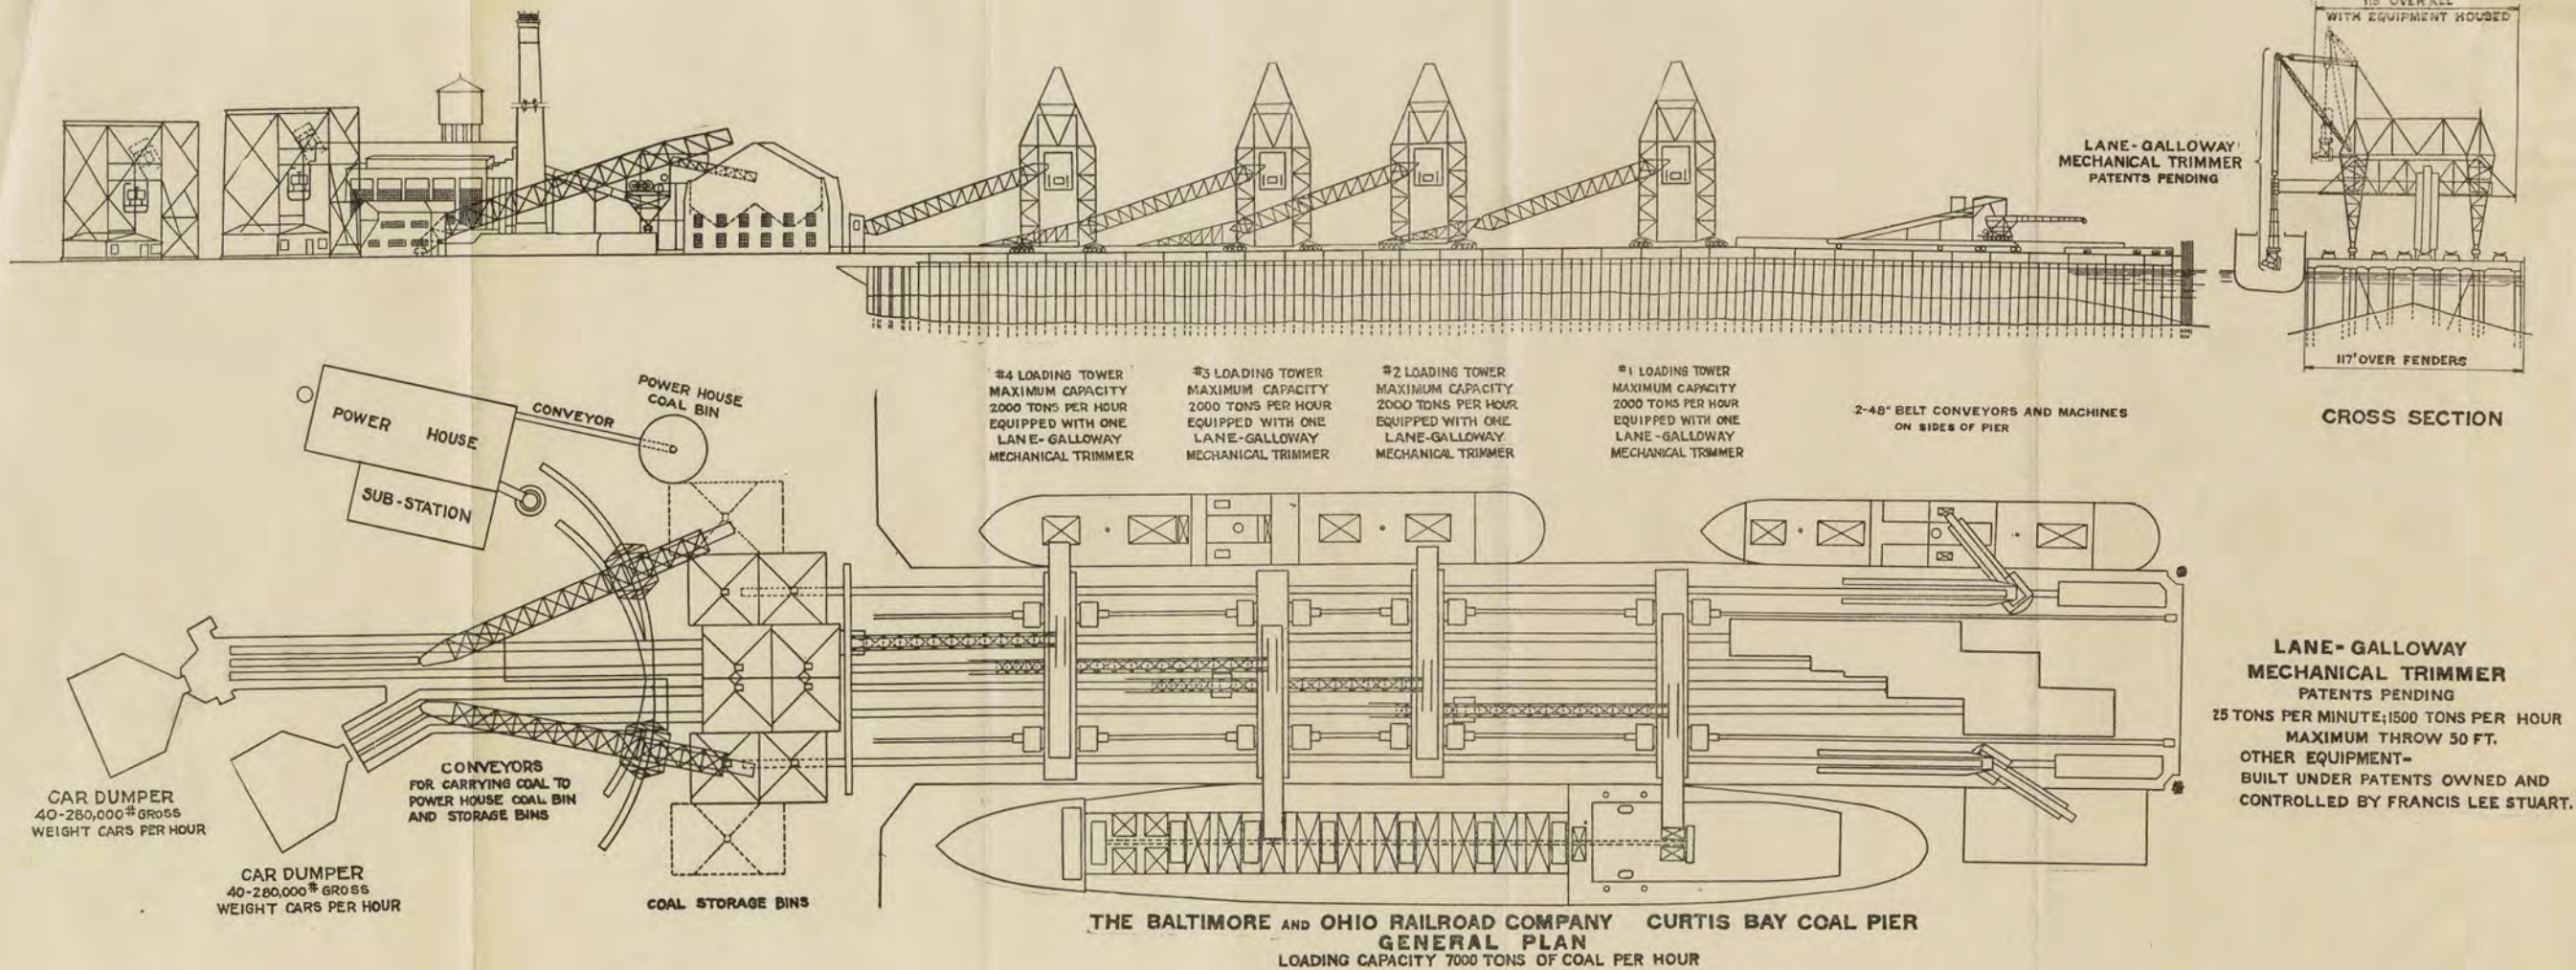 WITH EQUIPMENT HOUSED
LANE-GALLOWAY
MECHANICAL TRIMMER
PATENTS PENDING
117' OVER FENDERS
CROSS SECTION
#4 LOADING TOWER
MAXIMUM CAPACITY
2000 TONS PER HOUR
EQUIPPED WITH ONE
LANE-GALLOWAY
MECHANICAL TRIMMER
#3 LOADING TOWER
MAXIMUM CAPACITY
2000 TONS PER HOUR
EQUIPPED WITH ONE
LANE-GALLOWAY
MECHANICAL TRIMMER
#2 LOADING TOWER
MAXIMUM CAPACITY
2000 TONS PER HOUR
EQUIPPED WITH ONE
LANE-GALLOWAY
MECHANICAL TRIMMER
#1 LOADING TOWER
MAXIMUM CAPACITY
2000 TONS PER HOUR
EQUIPPED WITH ONE
LANE-GALLOWAY
MECHANICAL TRIMMER
2-48" BELT CONVEYORS AND MACHINES
ON SIDES OF PIER
POWER HOUSE
CONVEYOR
POWER HOUSE
COAL BIN
SUB-STATION
CAR DUMPER
40-280,000# GROSS
WEIGHT CARS PER HOUR
CAR DUMPER
40-280,000# GROSS
WEIGHT CARS PER HOUR
CONVEYORS
FOR CARRYING COAL TO
POWER HOUSE COAL BIN
AND STORAGE BINS
COAL STORAGE BINS
LANE-GALLOWAY
MECHANICAL TRIMMER
PATENTS PENDING
25 TONS PER MINUTE; 1500 TONS PER HOUR
MAXIMUM THROW 50 FT.
OTHER EQUIPMENT-
BUILT UNDER PATENTS OWNED AND
CONTROLLED BY FRANCIS LEE STUART.
THE BALTIMORE AND OHIO RAILROAD COMPANY CURTIS BAY COAL PIER
GENERAL PLAN
LOADING CAPACITY 7000 TONS OF COAL PER HOUR